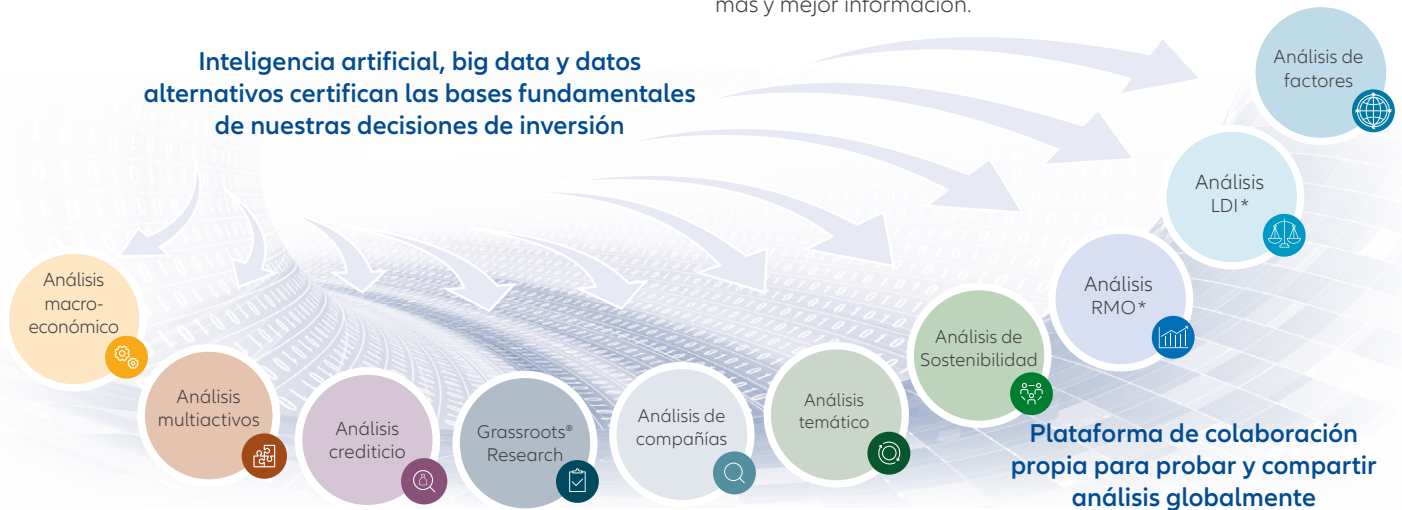 más y mejor información.
Inteligencia artificial, big data y datos
alternativos certifican las bases fundamentales
de nuestras decisiones de inversión
Análisis
macro-
económico
Análisis
multiactivos
Análisis
crediticio
Grassroots®
Research
Análisis de
compañías
Análisis
temático
Análisis de
Sostenibilidad
Análisis
RMO*
Análisis
LDI*
Análisis de
factores
Plataforma de colaboración
propia para probar y compartir
análisis globalmente